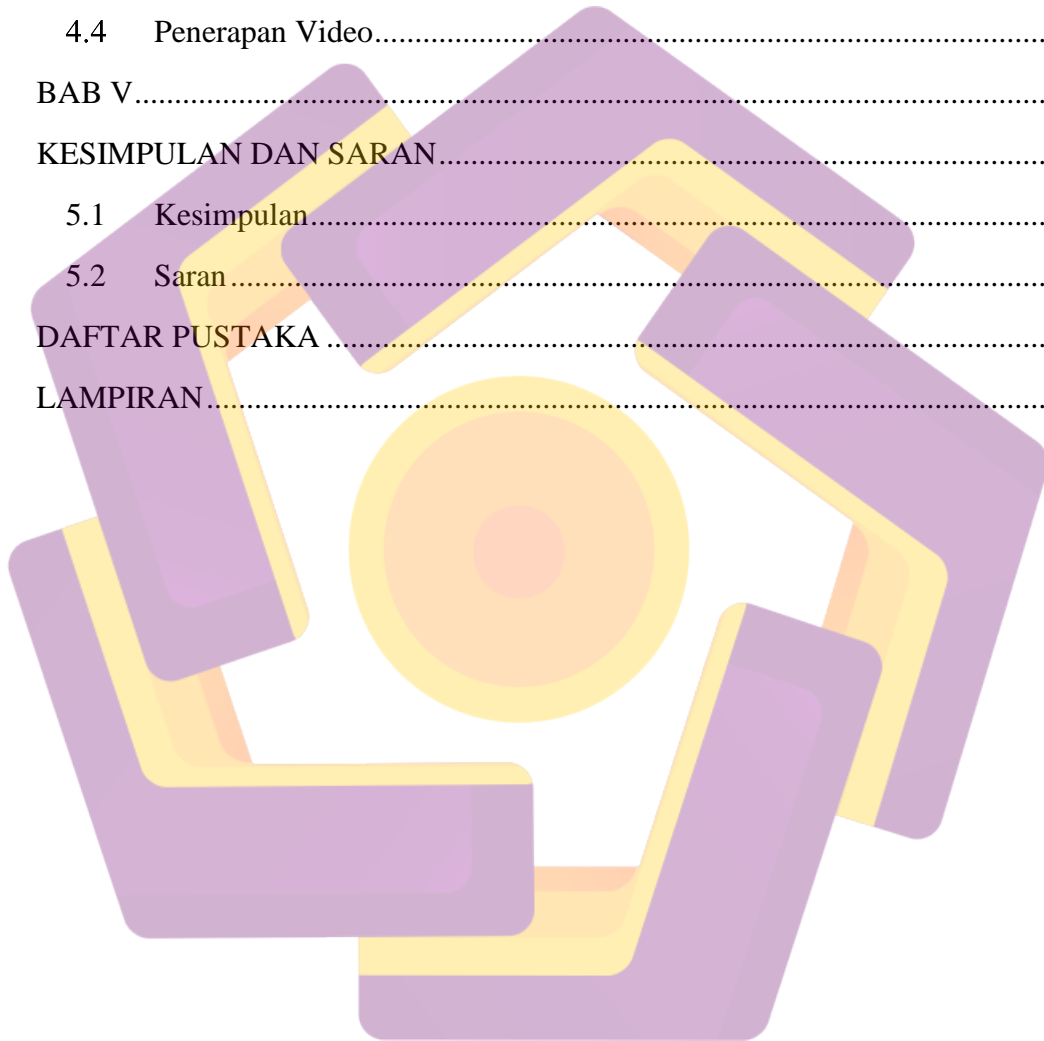 4.4 Penerapan Video....................................................................................
BAB V...................................................................................................................
KESIMPULAN DAN SARAN.............................................................................
5.1 Kesimpulan.............................................................................................
5.2 Saran.......................................................................................................
DAFTAR PUSTAKA...........................................................................................
LAMPIRAN..........................................................................................................